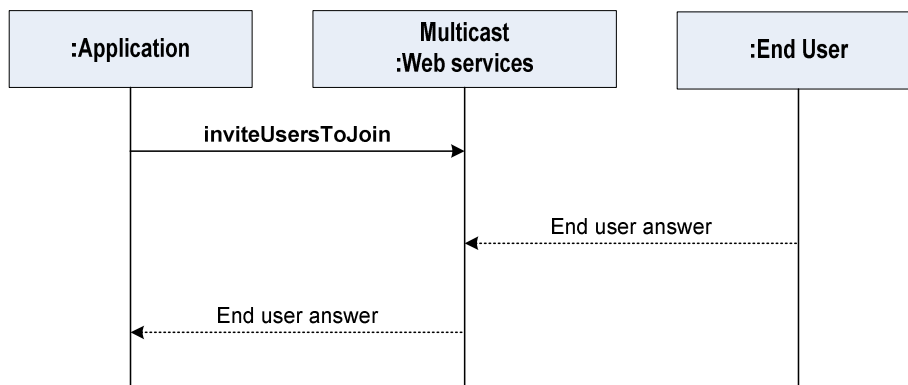 :Application
Multicast
:Web services
:End User
inviteUsersToJoin
End user answer
End user answer